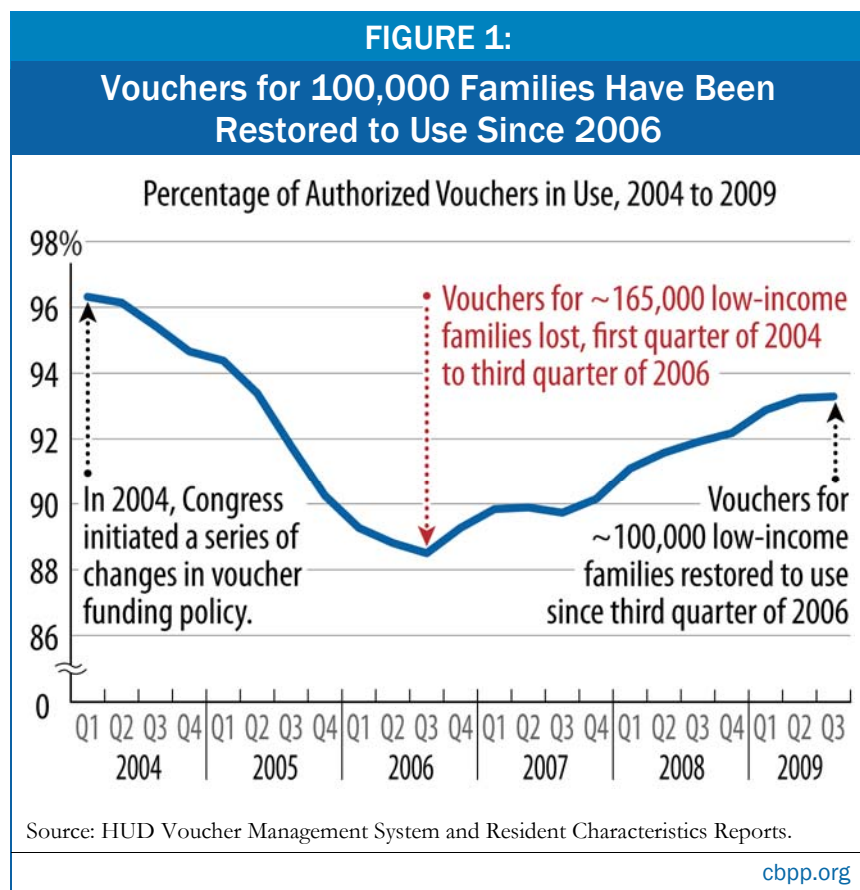 FIGURE 1:
Vouchers for 100,000 Families Have Been
Restored to Use Since 2006
Percentage of Authorized Vouchers in Use, 2004 to 2009
98%
96
94
92
90
88
86
0
Vouchers for ~165,000 low-income
families lost, first quarter of 2004
to third quarter of 2006
In 2004, Congress
initiated a series of
changes in voucher
funding policy.
Vouchers for
~100,000 low-income
families restored to use
since third quarter of 2006
Q1 Q2 Q3 Q4 Q1 Q2 Q3 Q4 Q1 Q2 Q3 Q4 Q1 Q2 Q3 Q4 Q1 Q2 Q3 Q4 Q1 Q2 Q3
2004 2005 2006 2007 2008 2009
Source: HUD Voucher Management System and Resident Characteristics Reports.
cbpp.org